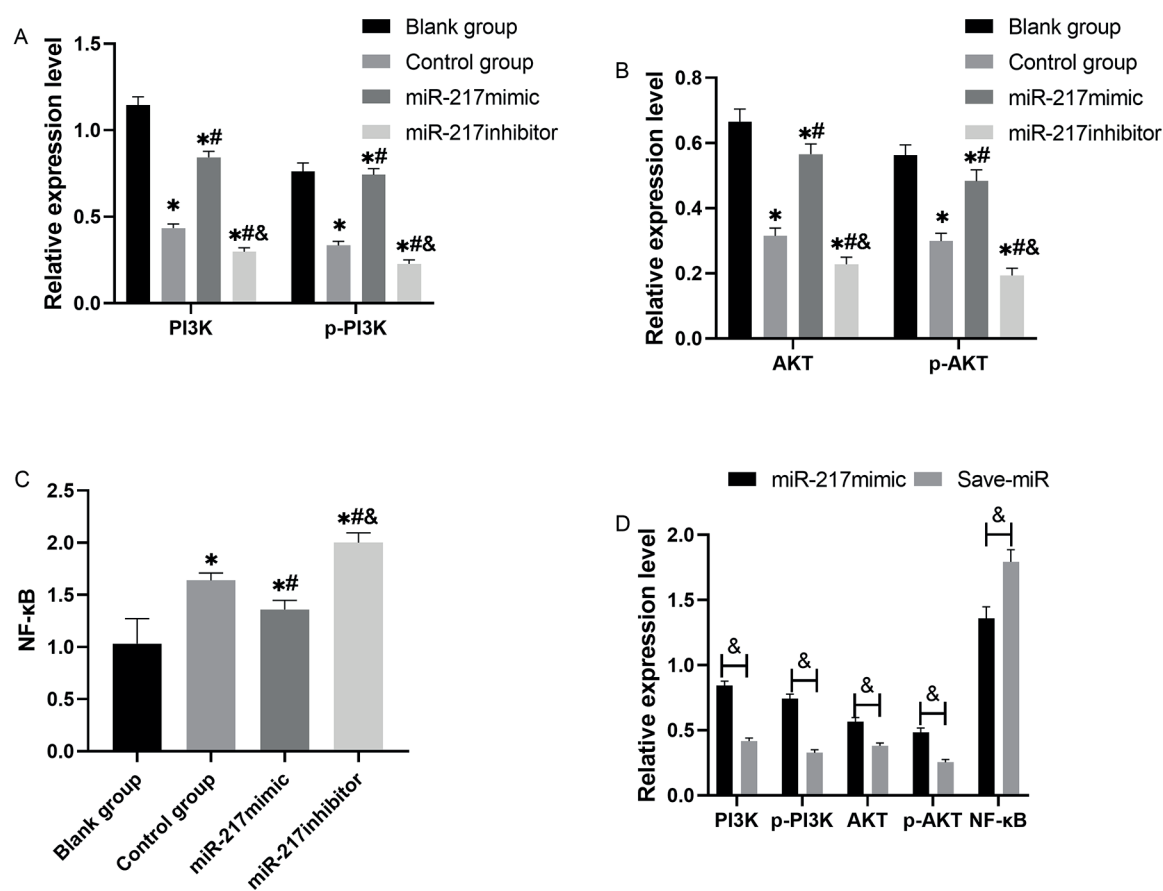 A
Relative expression level
1.5
1.0
0.5
0.0
Blank group
Control group
miR-217mimic
miR-217inhibitor
*
*#
*#&
*
*#
*#&
PI3K
p-PI3K
B
Relative expression level
0.8
0.6
0.4
0.2
0.0
Blank group
Control group
miR-217mimic
miR-217inhibitor
*
*#
*#&
*
*#
*#&
AKT
p-AKT
C
NF-κB
2.5
2.0
1.5
1.0
0.5
0.0
*
*#
*#&
Blank group
Control group
miR-217mimic
miR-217inhibitor
D
miR-217mimic
Save-miR
Relative expression level
2.0
1.5
1.0
0.5
0.0
&
&
&
&
&
PI3K
p-PI3K
AKT
p-AKT
NF-κB